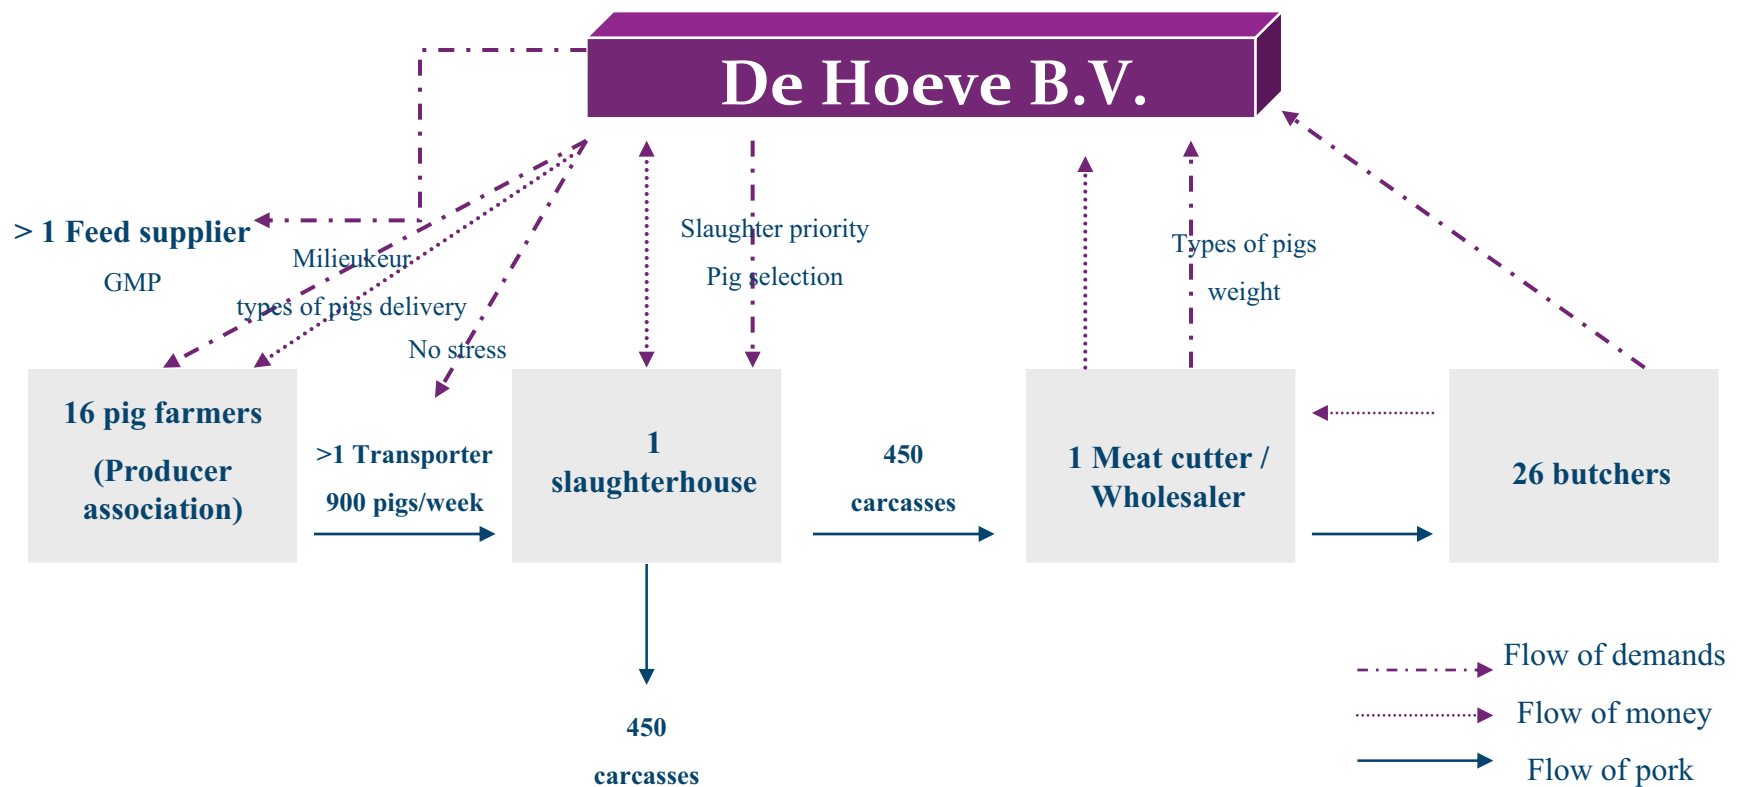 De Hoeve B.V.
> 1 Feed supplier
GMP
Milieukeur
types of pigs delivery
No stress
Slaughter priority
Pig selection
Types of pigs
weight
16 pig farmers
(Producer
association)
>1 Transporter
900 pigs/week
1
slaughterhouse
450
carcasses
1 Meat cutter /
Wholesaler
26 butchers
450
carcasses
Flow of demands
Flow of money
Flow of pork